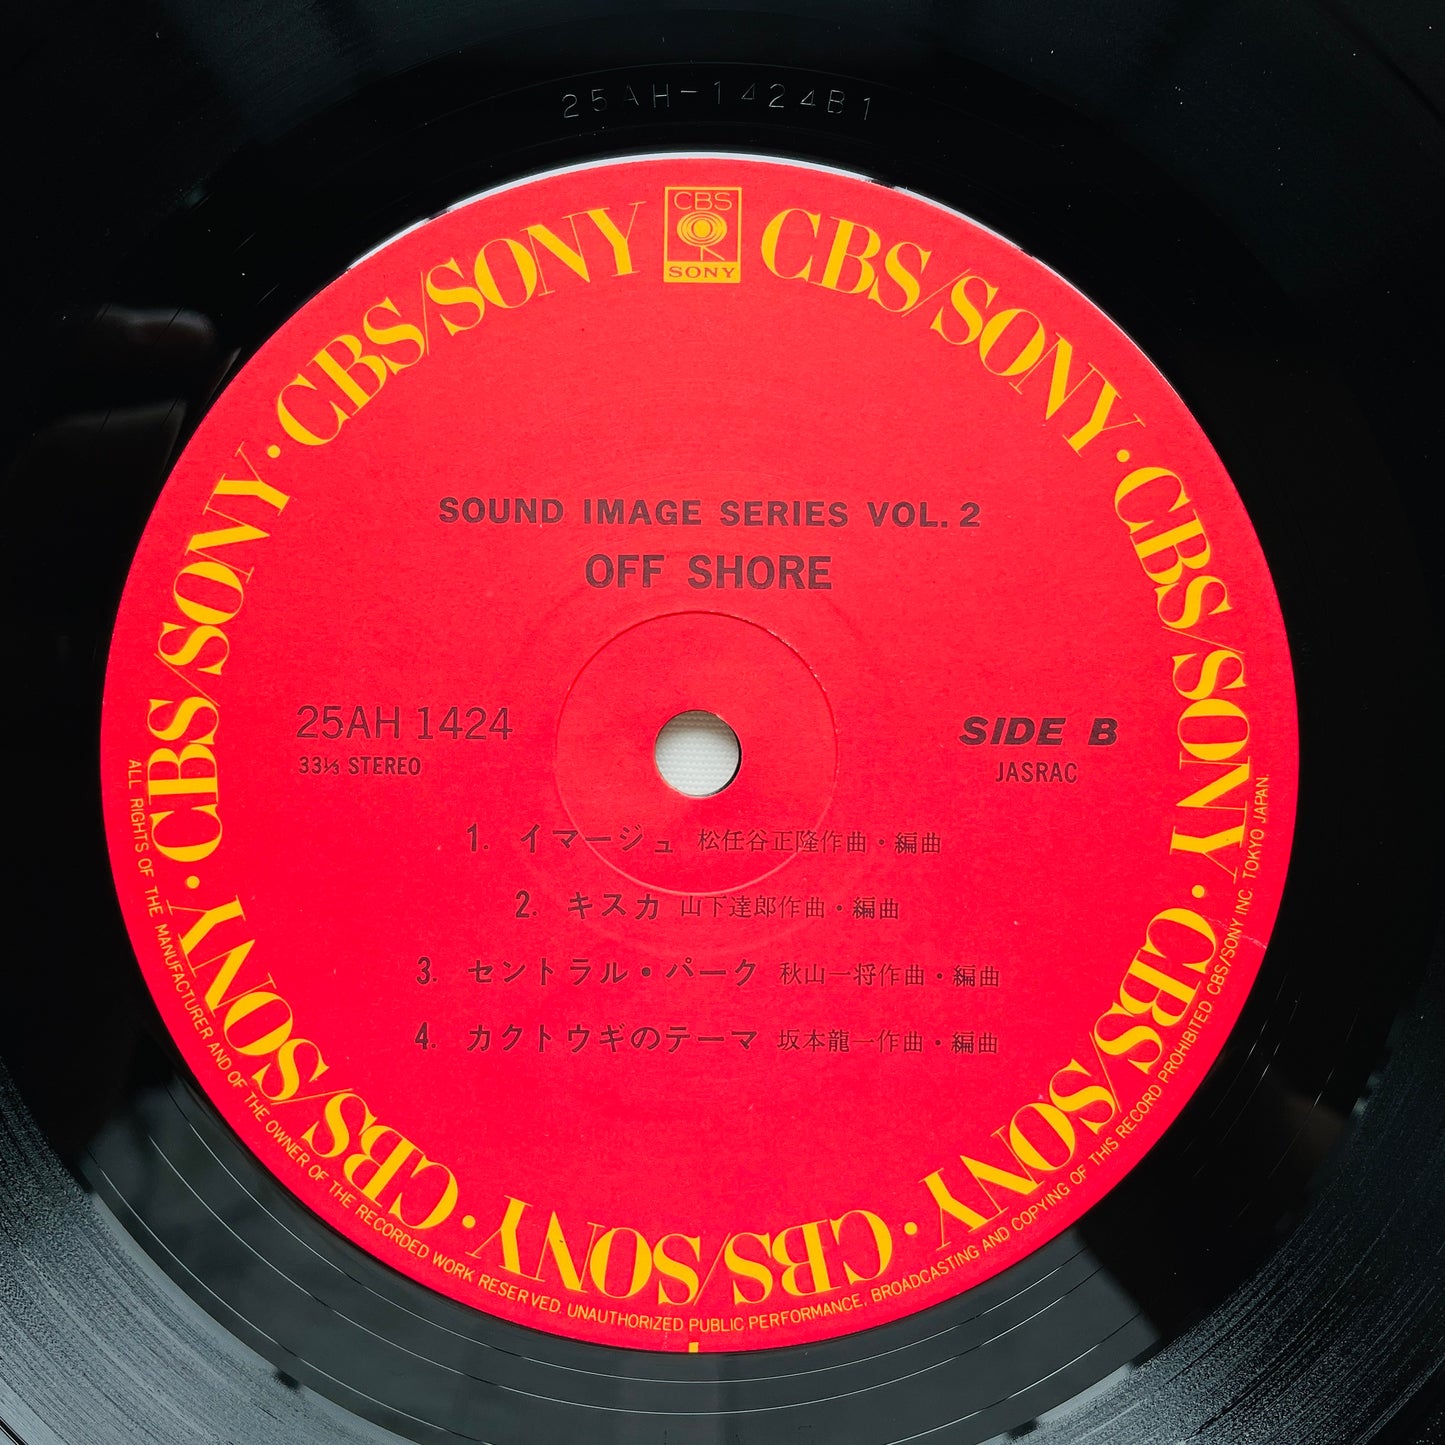 25AH-1424B1
CBS
SONY
CBS/SONY · CBS/SONY · CBS/SONY · CBS/SONY · CBS/SONY · CBS/SONY · CBS/SONY · CBS/SONY
SOUND IMAGE SERIES VOL. 2
OFF SHORE
25AH 1424
33⅓ STEREO
SIDE B
JASRAC
1. イマージュ 松任谷正隆作曲・編曲
2. キスカ 山下達郎作曲・編曲
3. セントラル・パーク 秋山一将作曲・編曲
4. カクトウギのテーマ 坂本龍一作曲・編曲
ALL RIGHTS OF THE MANUFACTURER AND OF THE OWNER OF THE RECORDED WORK RESERVED. UNAUTHORIZED PUBLIC PERFORMANCE, BROADCASTING AND COPYING OF THIS RECORD PROHIBITED CBS/SONY INC. TOKYO JAPAN.